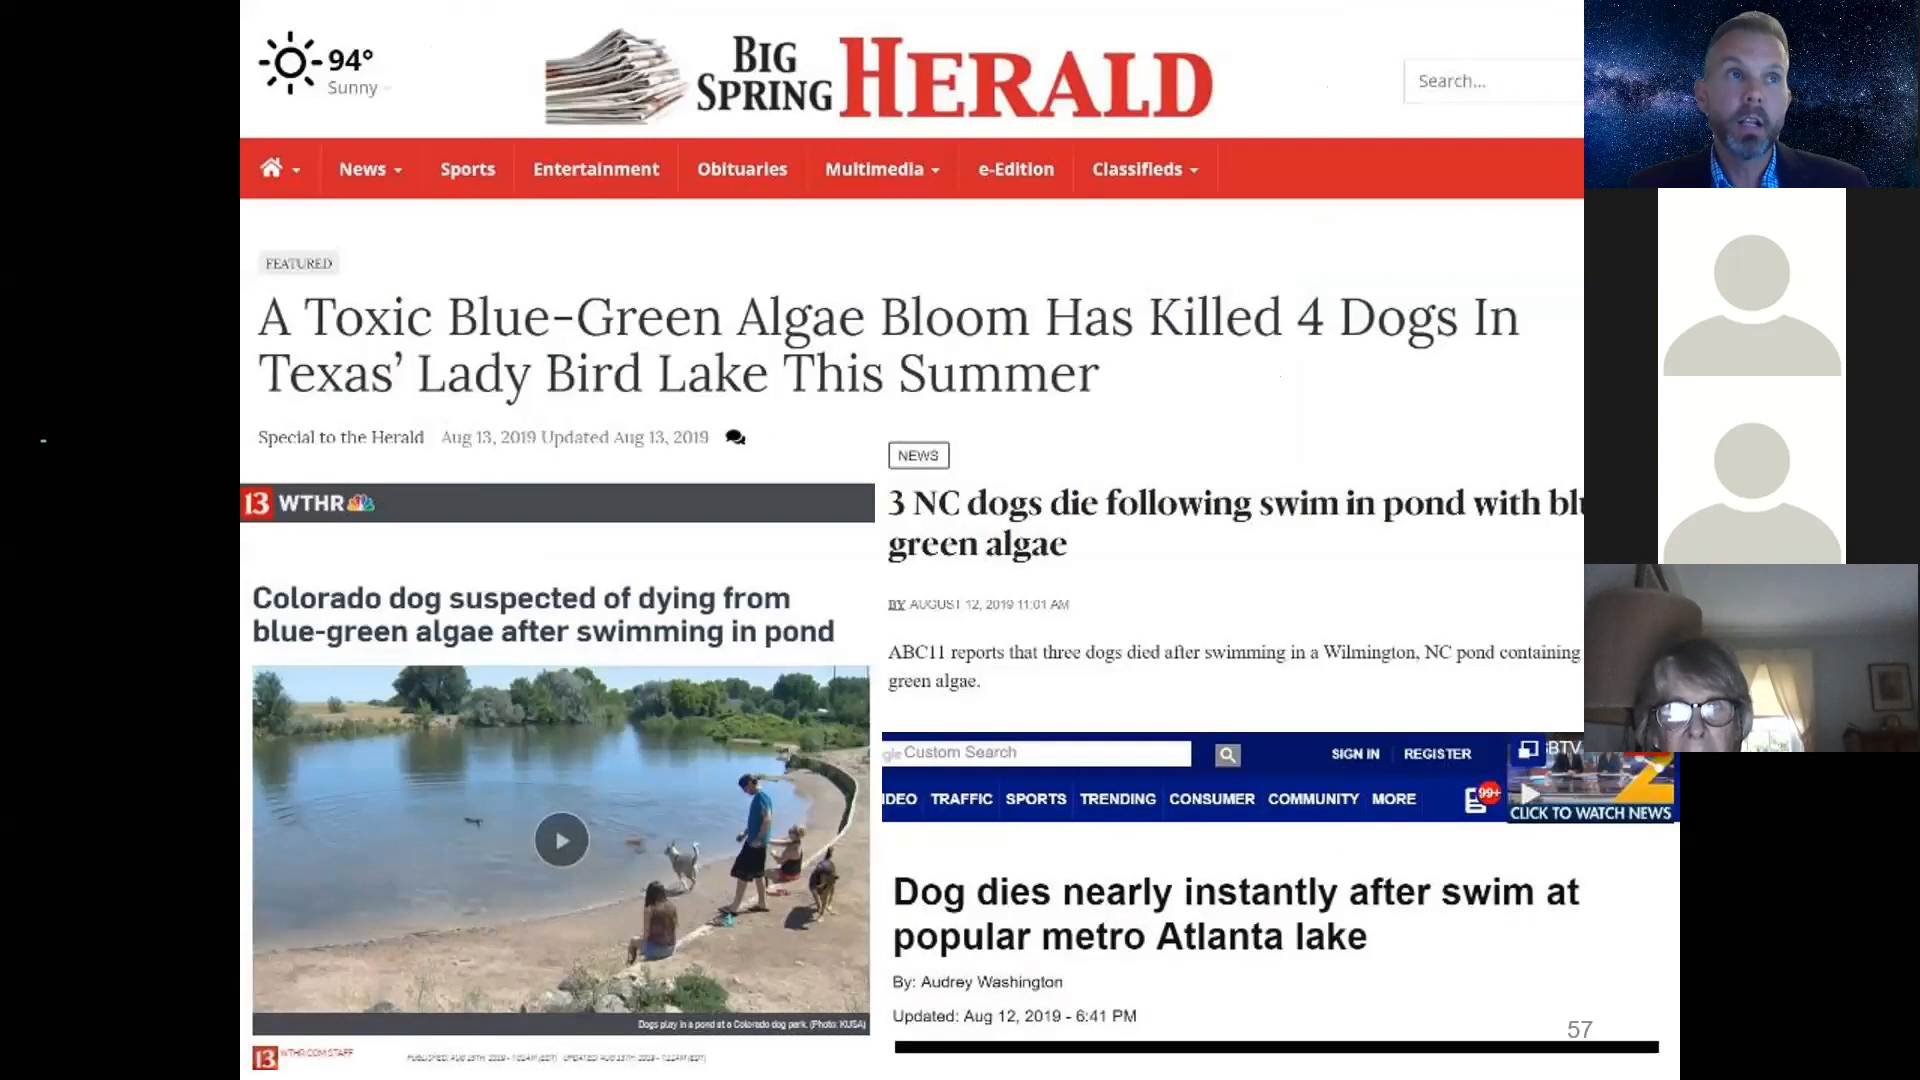 94°
Sunny
BIG
SPRING
HERALD
Search...
News
Sports
Entertainment
Obituaries
Multimedia
e-Edition
Classifieds
FEATURED
A Toxic Blue-Green Algae Bloom Has Killed 4 Dogs In
Texas’ Lady Bird Lake This Summer
Special to the Herald Aug 13, 2019 Updated Aug 13, 2019
13 WTHR
Colorado dog suspected of dying from
blue-green algae after swimming in pond
Dogs play in a pond at a Colorado dog park. (Photo: KUSA)
13 WTHR.COM STAFF
NEWS
3 NC dogs die following swim in pond with
green algae
BY AUGUST 12, 2019 11:01 AM
ABC11 reports that three dogs died after swimming in a Wilmington, NC pond containing
green algae.
Custom Search
SIGN IN
REGISTER
TRAFFIC SPORTS TRENDING CONSUMER COMMUNITY MORE
99+
CLICK TO WATCH NEWS
Dog dies nearly instantly after swim at
popular metro Atlanta lake
By: Audrey Washington
Updated: Aug 12, 2019 - 6:41 PM
57